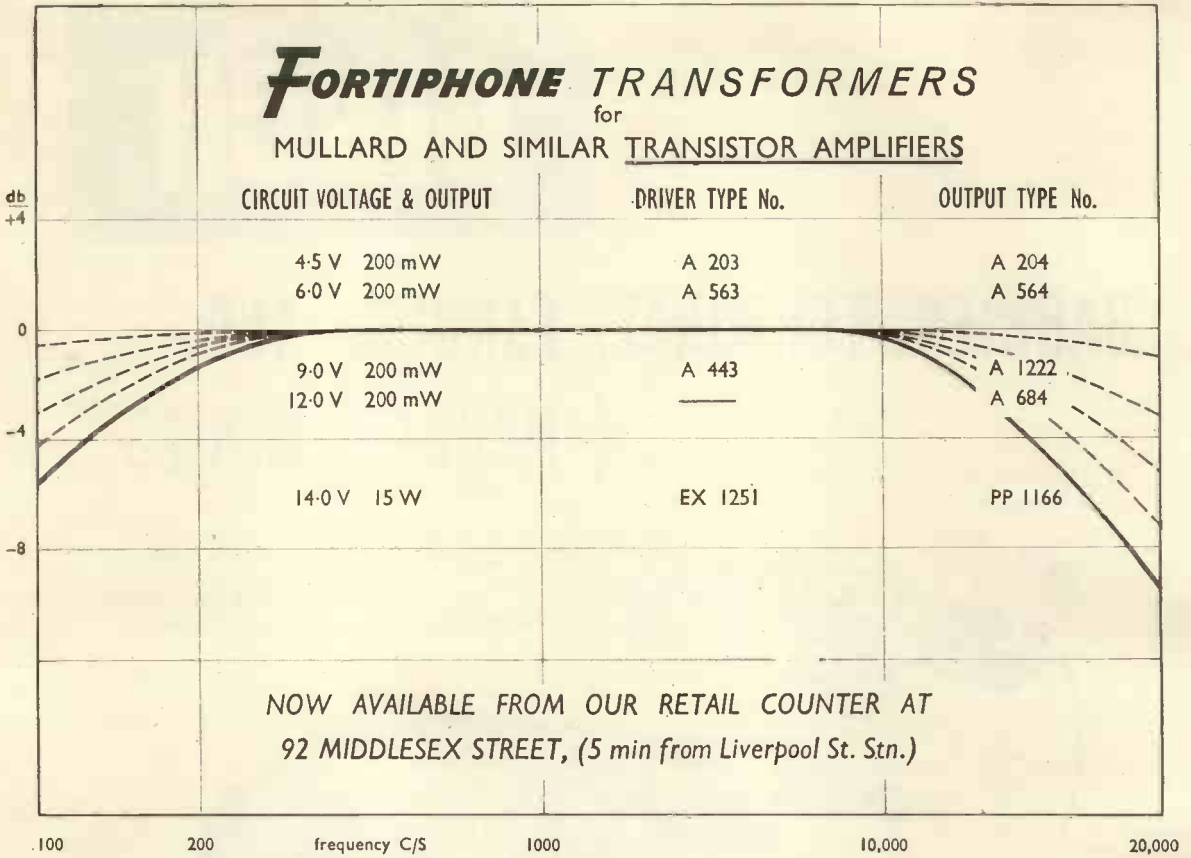 FORTIPHONE TRANSFORMERS
for
MULLARD AND SIMILAR TRANSISTOR AMPLIFIERS
CIRCUIT VOLTAGE & OUTPUT DRIVER TYPE No. OUTPUT TYPE No.
db
+4
4·5 V 200 mW A 203 A 204
6·0 V 200 mW A 563 A 564
0
9·0 V 200 mW A 443 A 1222
12·0 V 200 mW — A 684
-4
14·0 V 15 W EX 1251 PP 1166
-8
NOW AVAILABLE FROM OUR RETAIL COUNTER AT
92 MIDDLESEX STREET, (5 min from Liverpool St. Stn.)
100 200 frequency C/S 1000 10,000 20,000